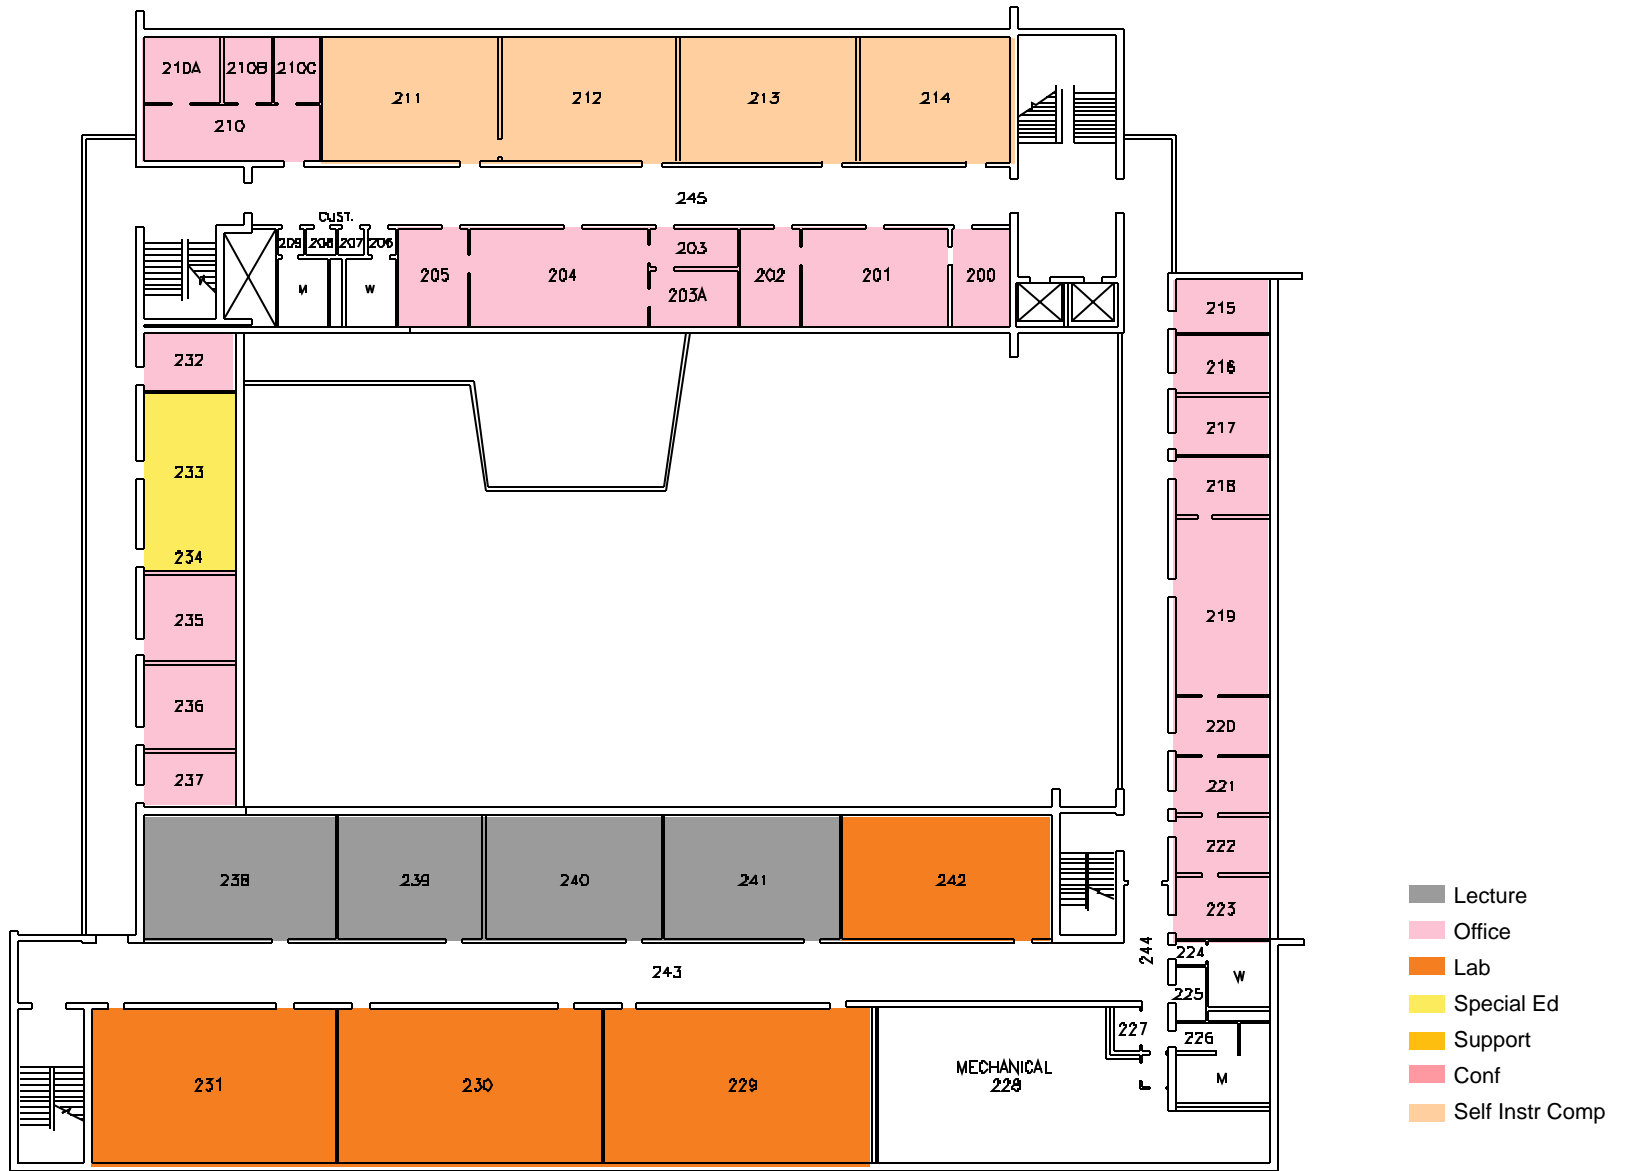 210A 210B 210C
211 212 213 214
210
245
CUST.
209 208 207 206
203
205 204 202 201 200
M W
203A
215
232
216
217
233
218
234
235
219
236
220
237
221
222
238 239 240 241 242
223
244
224
243
W
225
227
226
MECHANICAL
228
231 230 229
M
Lecture
Office
Lab
Special Ed
Support
Conf
Self Instr Comp